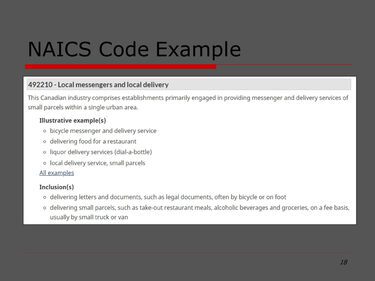 NAICS Code Example
492210 - Local messengers and local delivery
This Canadian industry comprises establishments primarily engaged in providing messenger and delivery services of
small parcels within a single urban area.
Illustrative example(s)
bicycle messenger and delivery service
delivering food for a restaurant
liquor delivery services (dial-a-bottle)
local delivery service, small parcels
All examples
Inclusion(s)
delivering letters and documents, such as legal documents, often by bicycle or on foot
delivering small parcels, such as take-out restaurant meals, alcoholic beverages and groceries, on a fee basis,
usually by small truck or van
18